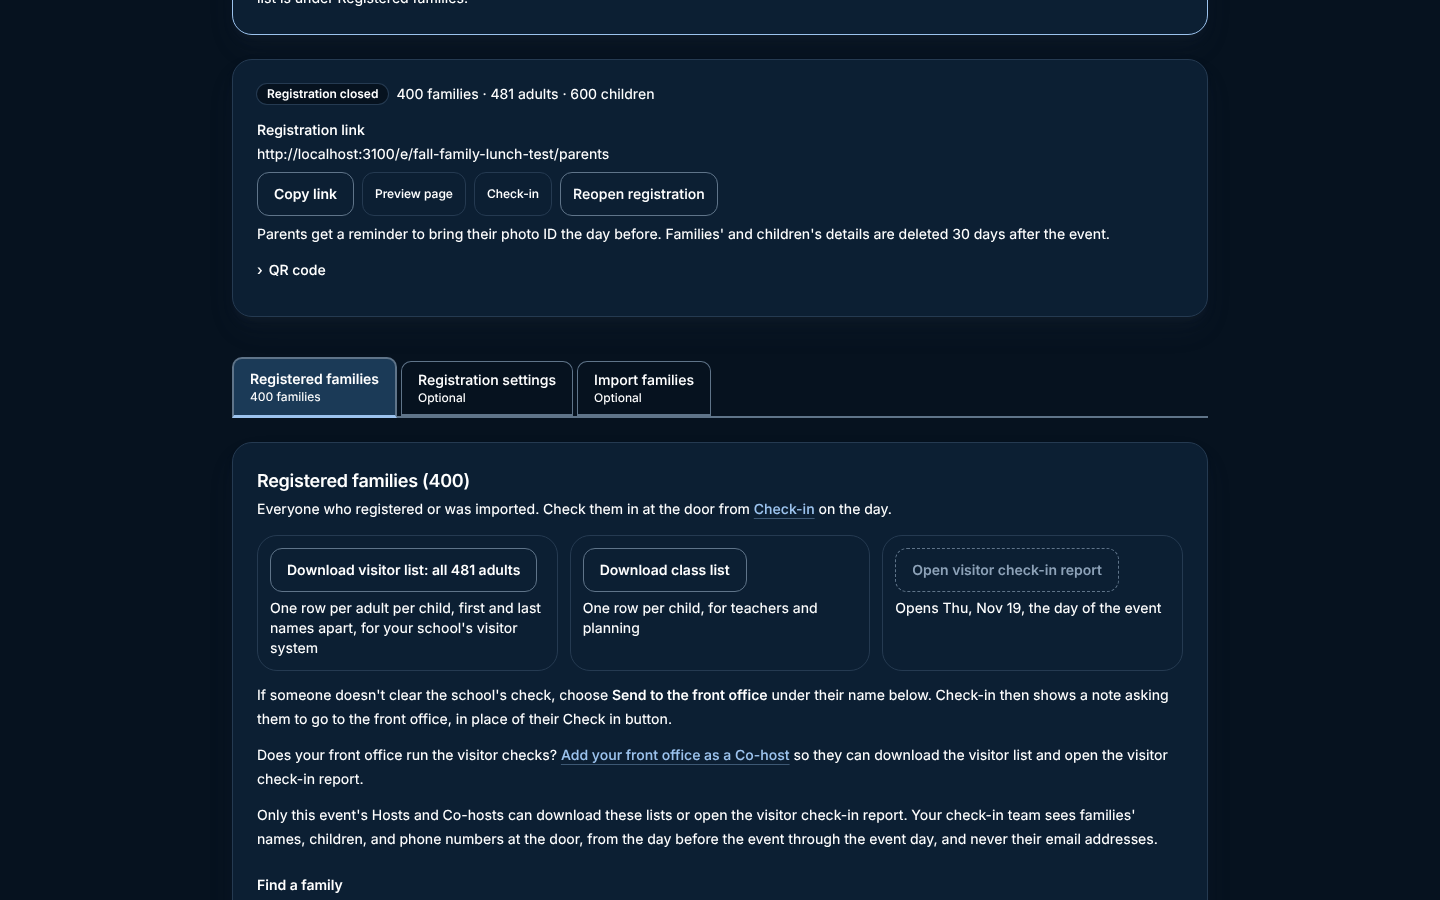 list is under Registered families.
Registration closed 400 families · 481 adults · 600 children
Registration link
http://localhost:3100/e/fall-family-lunch-test/parents
Copy link Preview page Check-in Reopen registration
Parents get a reminder to bring their photo ID the day before. Families' and children's details are deleted 30 days after the event.
› QR code
Registered families Registration settings Import families
400 families Optional Optional
Registered families (400)
Everyone who registered or was imported. Check them in at the door from Check-in on the day.
Download visitor list: all 481 adults
One row per adult per child, first and last
names apart, for your school's visitor
system
Download class list
One row per child, for teachers and
planning
Open visitor check-in report
Opens Thu, Nov 19, the day of the event
If someone doesn't clear the school's check, choose Send to the front office under their name below. Check-in then shows a note asking
them to go to the front office, in place of their Check in button.
Does your front office run the visitor checks? Add your front office as a Co-host so they can download the visitor list and open the visitor
check-in report.
Only this event's Hosts and Co-hosts can download these lists or open the visitor check-in report. Your check-in team sees families'
names, children, and phone numbers at the door, from the day before the event through the event day, and never their email addresses.
Find a family